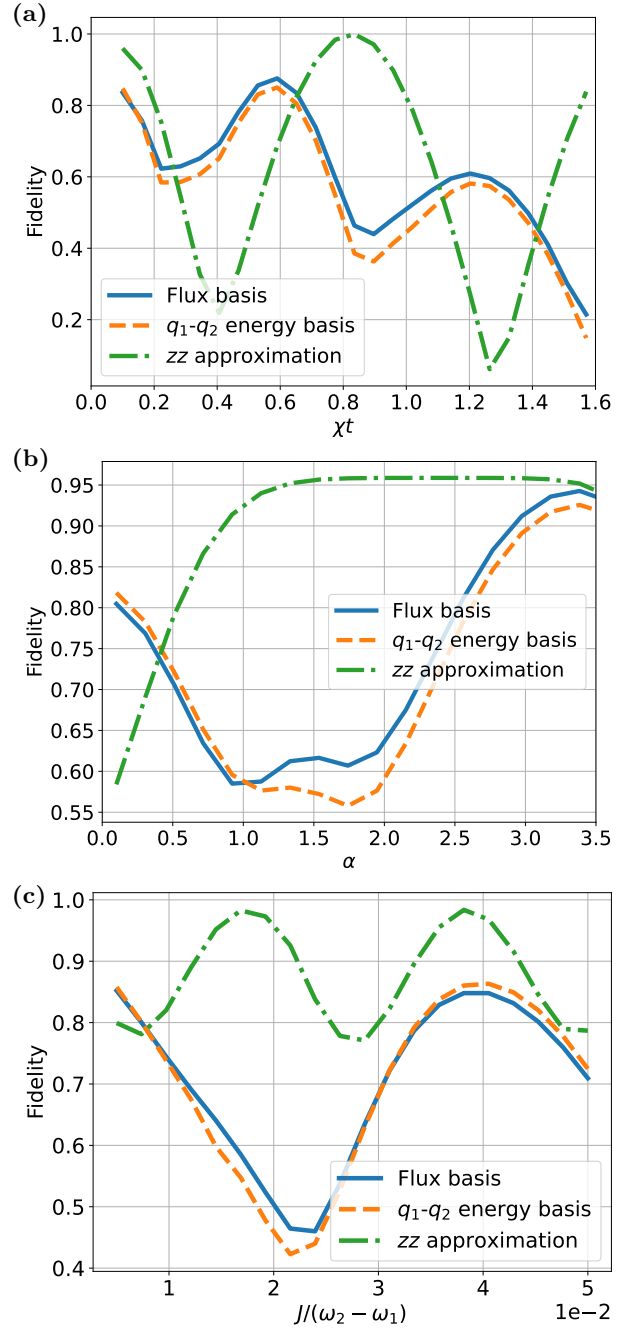 (a)
1.0
0.8
0.6
0.4
0.2
Fidelity
Flux basis
q₁-q₂ energy basis
zz approximation
0.0 0.2 0.4 0.6 0.8 1.0 1.2 1.4 1.6
χt
(b)
0.95
0.90
0.85
0.80
0.75
0.70
0.65
0.60
0.55
Fidelity
Flux basis
q₁-q₂ energy basis
zz approximation
0.0 0.5 1.0 1.5 2.0 2.5 3.0 3.5
α
(c)
1.0
0.9
0.8
0.7
0.6
0.5
0.4
Fidelity
Flux basis
q₁-q₂ energy basis
zz approximation
1 2 3 4 5
J/(ω₂ − ω₁)
1e−2